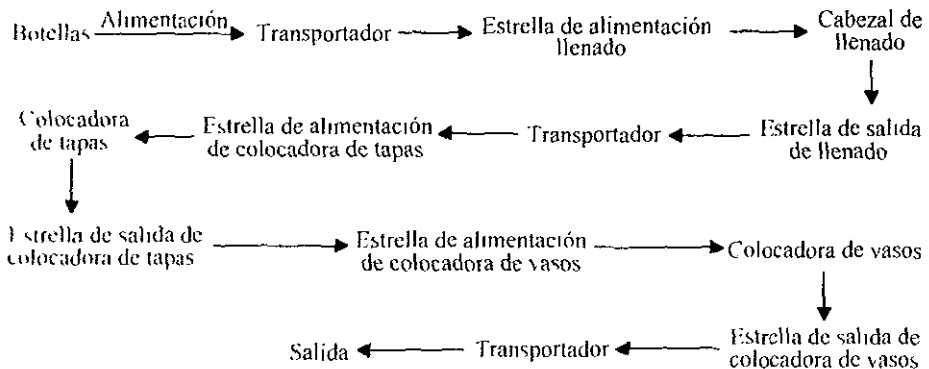 Botellas
Alimentación
Transportador
Estrella de alimentación
llenado
Cabezal de
llenado
Colocadora
de tapas
Estrella de alimentación
de colocadora de tapas
Transportador
Estrella de salida
de llenado
Estrella de salida de
colocadora de tapas
Estrella de alimentación
de colocadora de vasos
Colocadora de vasos
Salida
Transportador
Estrella de salida de
colocadora de vasos